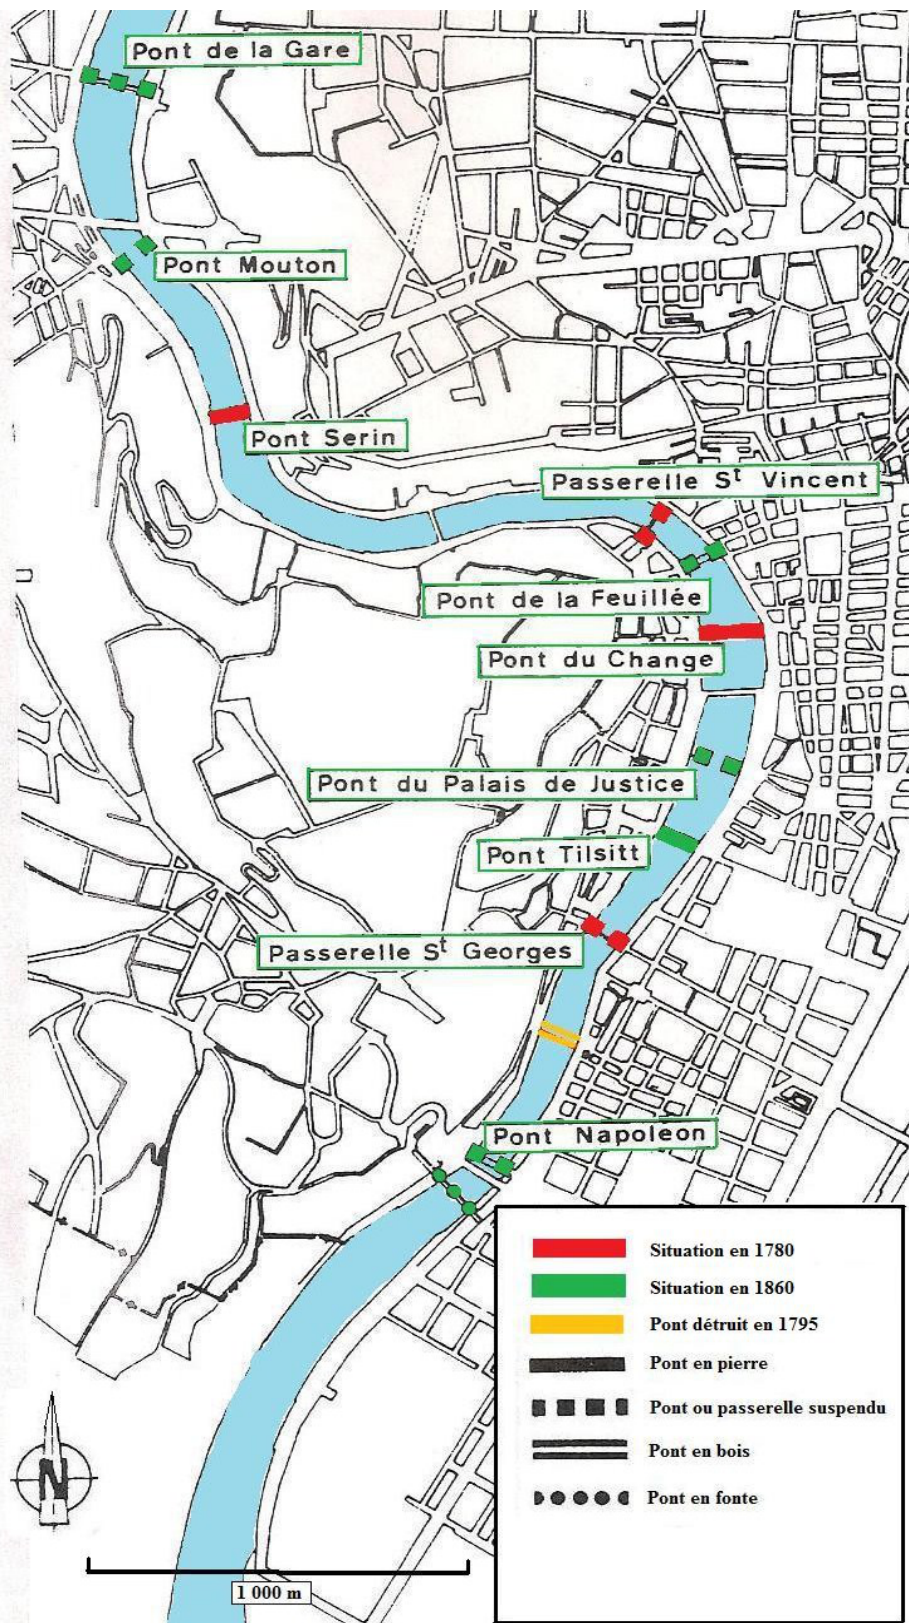 Pont de la Gare
Pont Mouton
Pont Serin
Passerelle Sᵗ Vincent
Pont de la Feuillée
Pont du Change
Pont du Palais de Justice
Pont Tilsitt
Passerelle Sᵗ Georges
Pont Napoleon
Situation en 1780
Situation en 1860
Pont détruit en 1795
Pont en pierre
Pont ou passerelle suspendu
Pont en bois
Pont en fonte
N
1 000 m